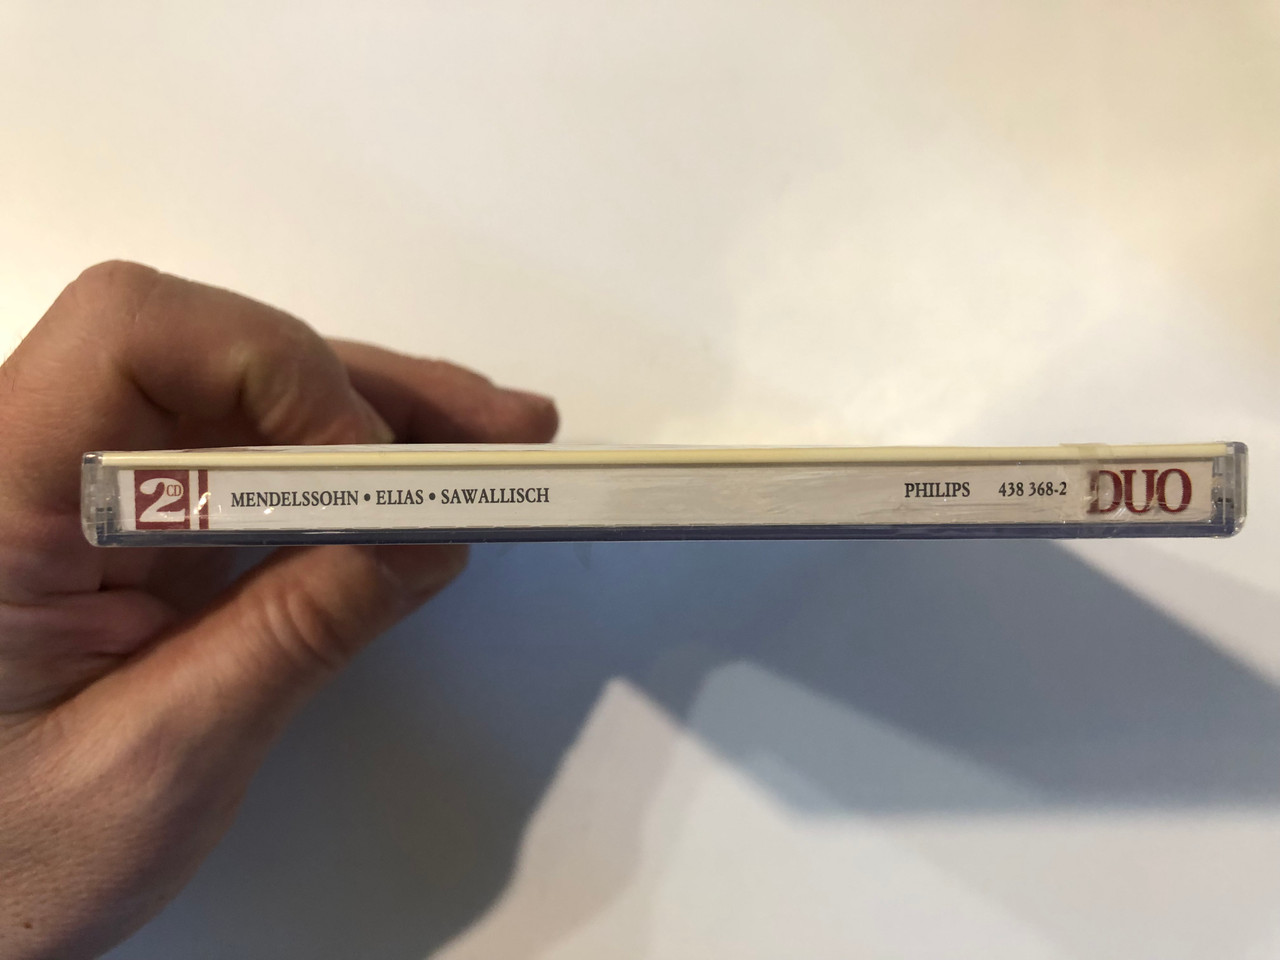 2CD MENDELSSOHN • ELIAS • SAWALLISCH PHILIPS 438 368-2 DUO